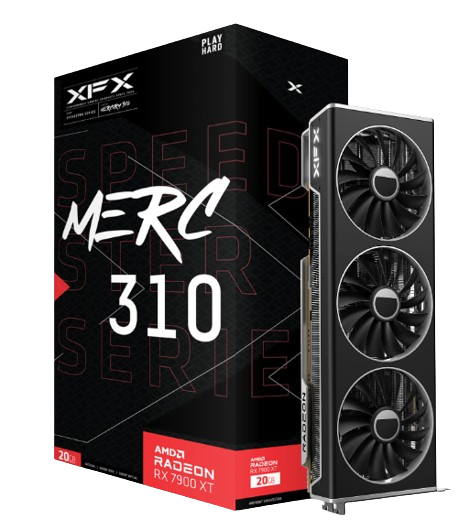 PLAY
HARD
XFX
SPEED
MERC
STER
310
SERIE
20GB
AMD
RADEON
RX 7900 XT
AMD
RADEON
RX 7900 XT
20GB
XFX
RADEON